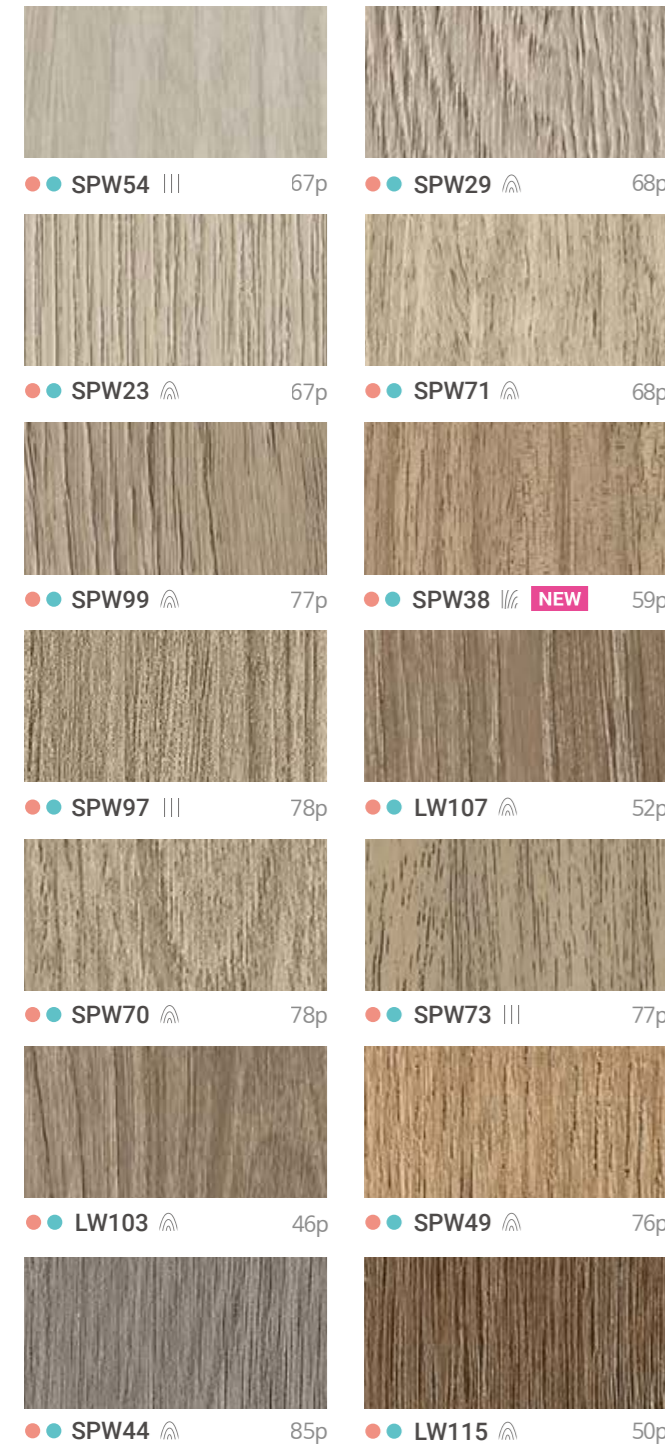 SPW54 67p
SPW29 68p
SPW23 67p
SPW71 68p
SPW99 77p
SPW38 NEW 59p
SPW97 78p
LW107 52p
SPW70 78p
SPW73 77p
LW103 46p
SPW49 76p
SPW44 85p
LW115 50p